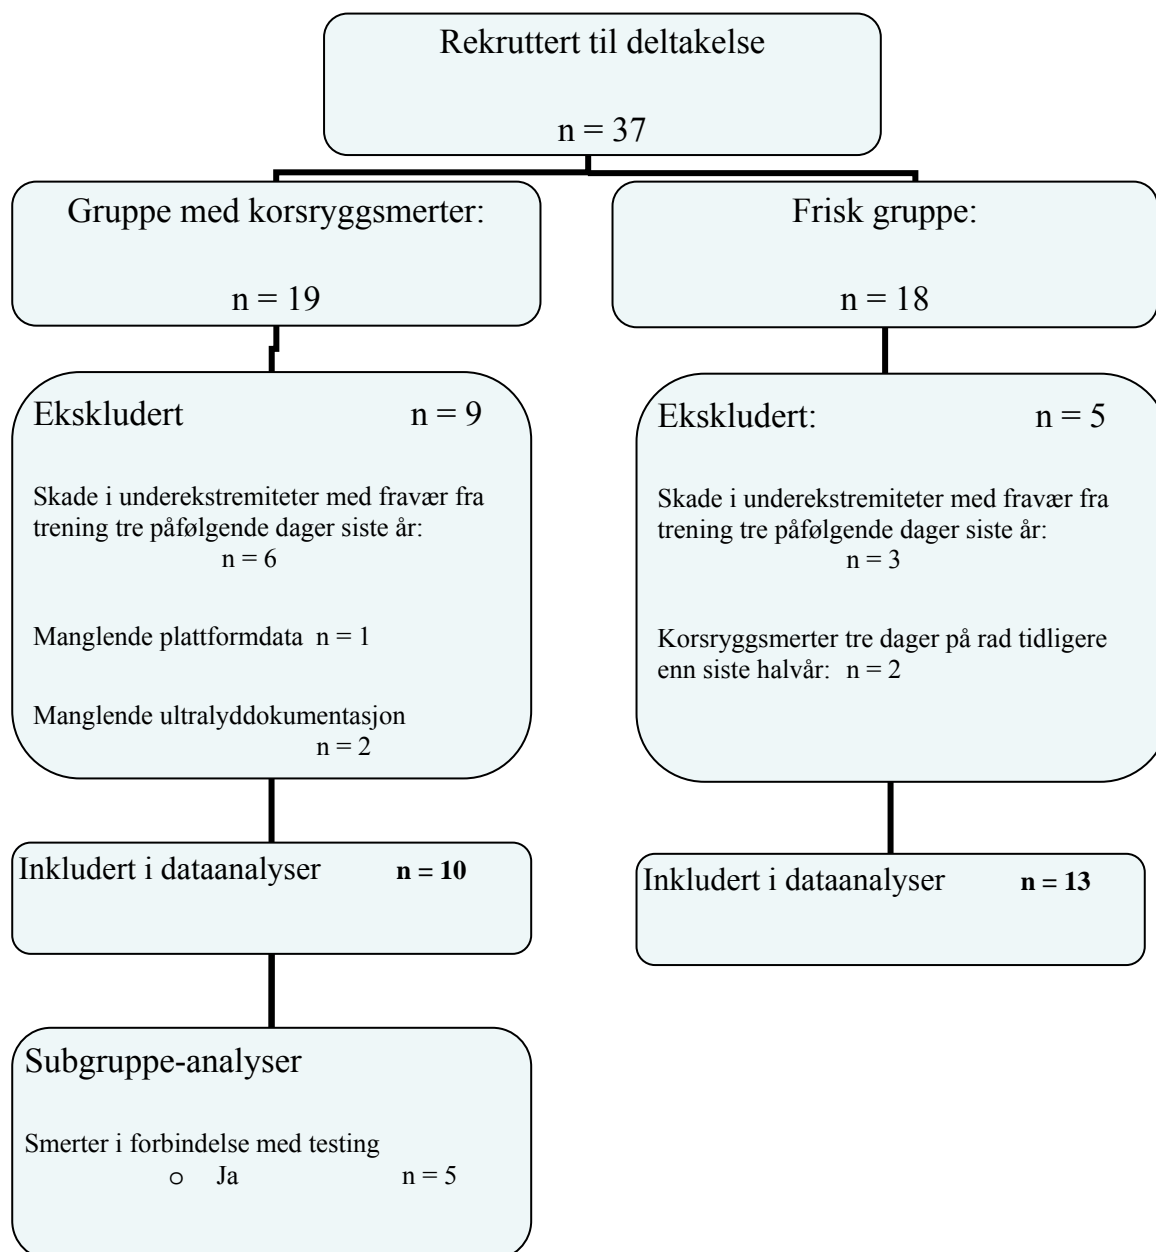 Rekruttert til deltakelse
n = 37
Gruppe med korsryggsmerter:
n = 19
Frisk gruppe:
n = 18
Ekskludert n = 9
Skade i underekstremiteter med fravær fra
trening tre påfølgende dager siste år:
n = 6
Manglende plattformdata n = 1
Manglende ultralyddokumentasjon
n = 2
Ekskludert: n = 5
Skade i underekstremiteter med fravær fra
trening tre påfølgende dager siste år:
n = 3
Korsryggsmerter tre dager på rad tidligere
enn siste halvår: n = 2
Inkludert i dataanalyser n = 10
Inkludert i dataanalyser n = 13
Subgruppe-analyser
Smerter i forbindelse med testing
o Ja n = 5